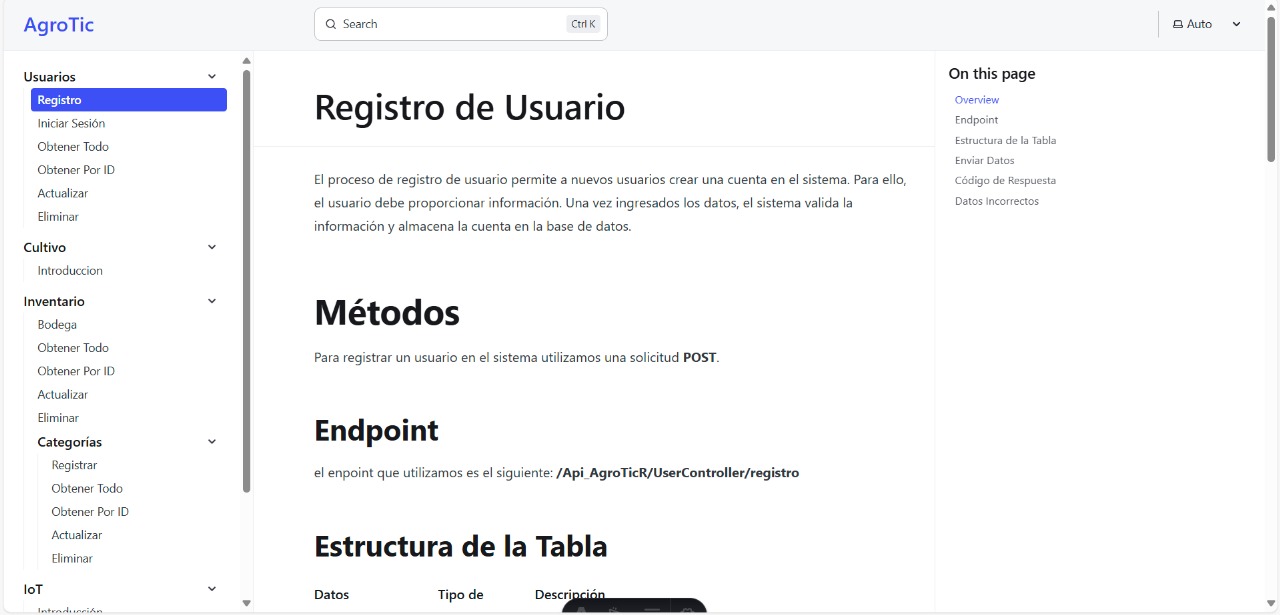 AgroTic
Search
Ctrl K
Auto
Usuarios
Registro
Iniciar Sesión
Obtener Todo
Obtener Por ID
Actualizar
Eliminar
Cultivo
Introduccion
Inventario
Bodega
Obtener Todo
Obtener Por ID
Actualizar
Eliminar
Categorías
Registrar
Obtener Todo
Obtener Por ID
Actualizar
Eliminar
IoT
Introducción
Registro de Usuario
El proceso de registro de usuario permite a nuevos usuarios crear una cuenta en el sistema. Para ello,
el usuario debe proporcionar información. Una vez ingresados los datos, el sistema valida la
información y almacena la cuenta en la base de datos.
Métodos
Para registrar un usuario en el sistema utilizamos una solicitud POST.
Endpoint
el enpoint que utilizamos es el siguiente: /Api_AgroTicR/UserController/registro
Estructura de la Tabla
Datos Tipo de Descripción
On this page
Overview
Endpoint
Estructura de la Tabla
Enviar Datos
Código de Respuesta
Datos Incorrectos